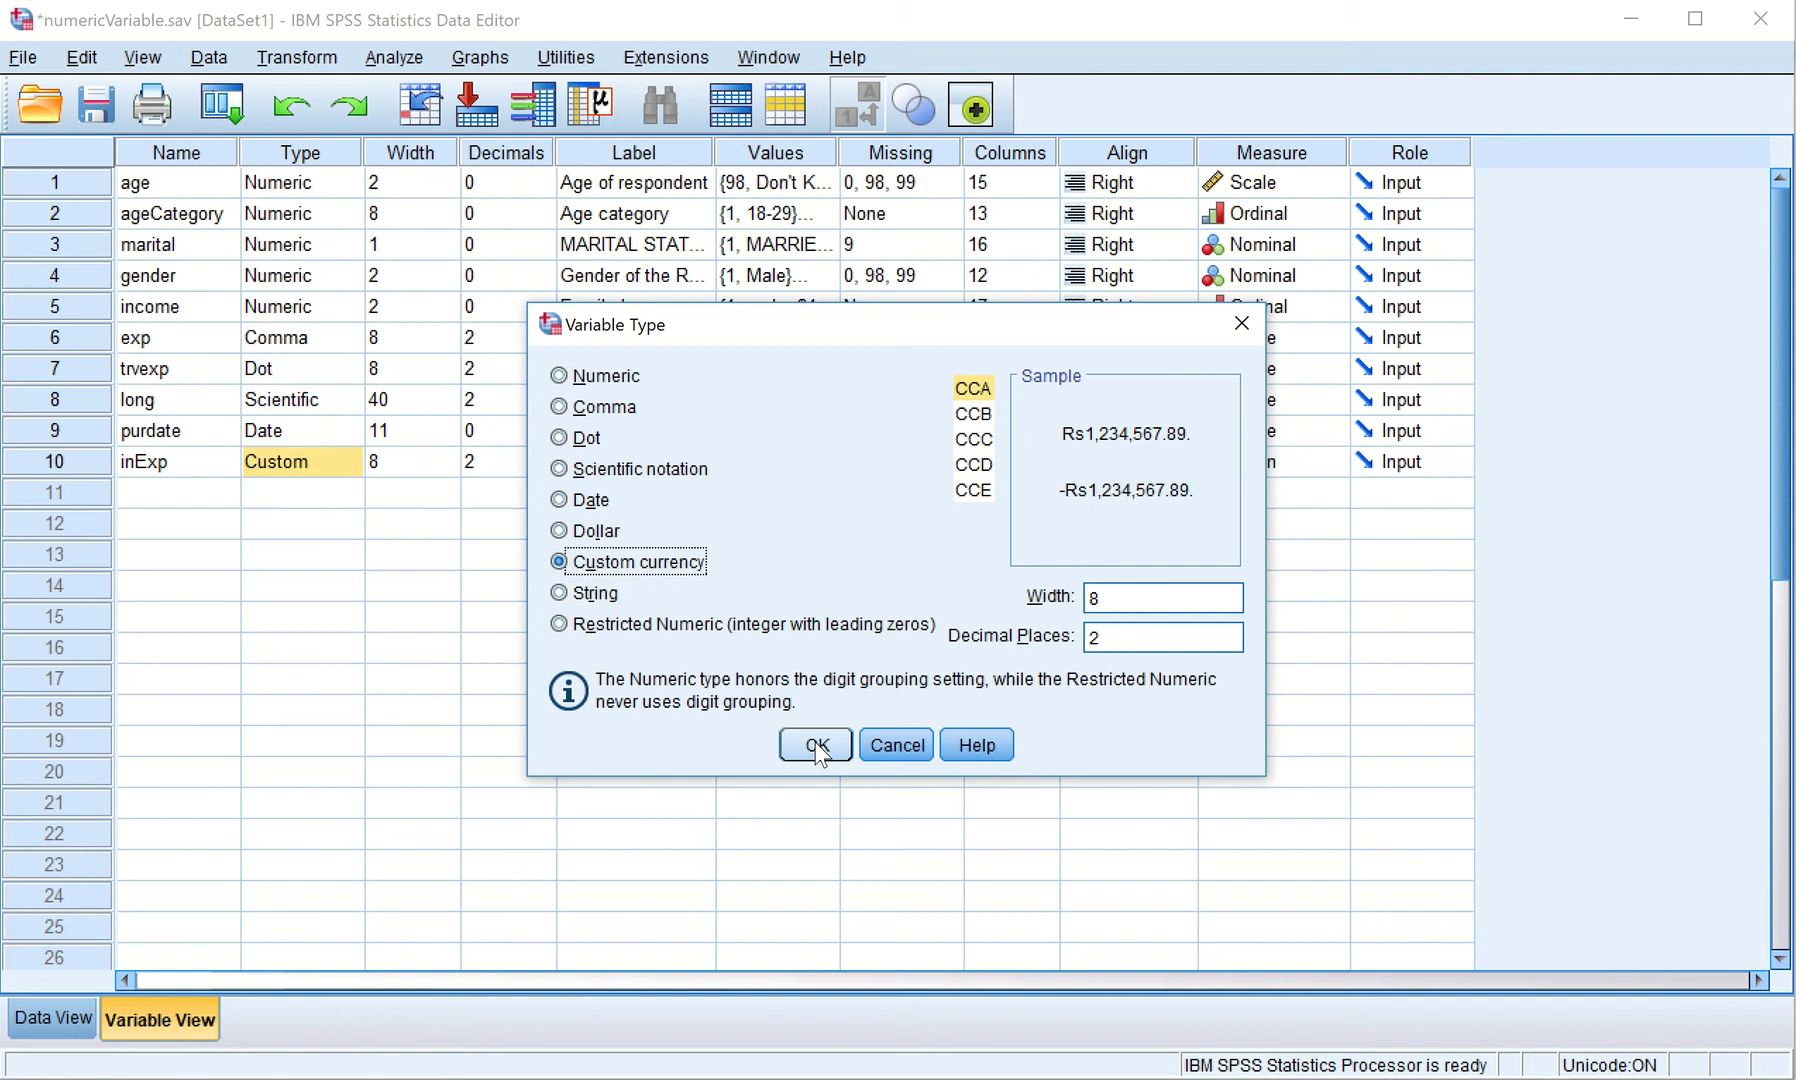 *numericVariable.sav [DataSet1] - IBM SPSS Statistics Data Editor
File Edit View Data Transform Analyze Graphs Utilities Extensions Window Help
Name Type Width Decimals Label Values Missing Columns Align Measure Role
1 age Numeric 2 0 Age of respondent {98, Don't K... 0, 98, 99 15 Right Scale Input
2 ageCategory Numeric 8 0 Age category {1, 18-29}... None 13 Right Ordinal Input
3 marital Numeric 1 0 MARITAL STAT... {1, MARRIE... 9 16 Right Nominal Input
4 gender Numeric 2 0 Gender of the R... {1, Male}... 0, 98, 99 12 Right Nominal Input
5 income Numeric 2 0 Input
6 exp Comma 8 2 Input
7 trvexp Dot 8 2 Input
8 long Scientific 40 2 Input
9 purdate Date 11 0 Input
10 inExp Custom 8 2 Input
11
12
13
14
15
16
17
18
19
20
21
22
23
24
25
26
Variable Type
Numeric
Comma
Dot
Scientific notation
Date
Dollar
Custom currency
String
Restricted Numeric (integer with leading zeros)
CCA
CCB
CCC
CCD
CCE
Sample
Rs1,234,567.89.
-Rs1,234,567.89.
Width: 8
Decimal Places: 2
The Numeric type honors the digit grouping setting, while the Restricted Numeric
never uses digit grouping.
OK Cancel Help
Data View Variable View
IBM SPSS Statistics Processor is ready Unicode:ON